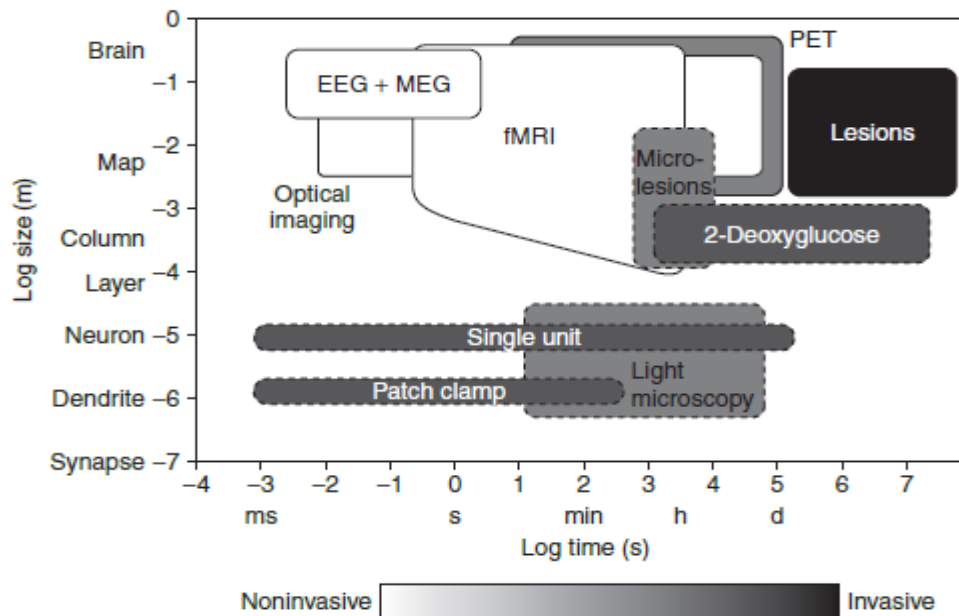 0
Brain
PET
−1
EEG + MEG
fMRI
Lesions
−2
Map
Micro-
lesions
Optical
imaging
−3
Log size (m)
Column
2-Deoxyglucose
−4
Layer
Neuron −5
Single unit
Light
microscopy
Patch clamp
Dendrite −6
Synapse −7
−4 −3 −2 −1 0 1 2 3 4 5 6 7
ms s min h d
Log time (s)
Noninvasive Invasive